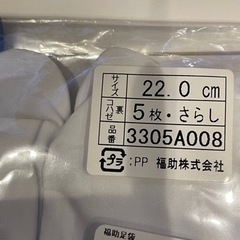 サイズ 22.0 cm
コハゼ 裏 5枚・さらし
品番 3305A008
プラ :PP 福助株式会社
福助足袋